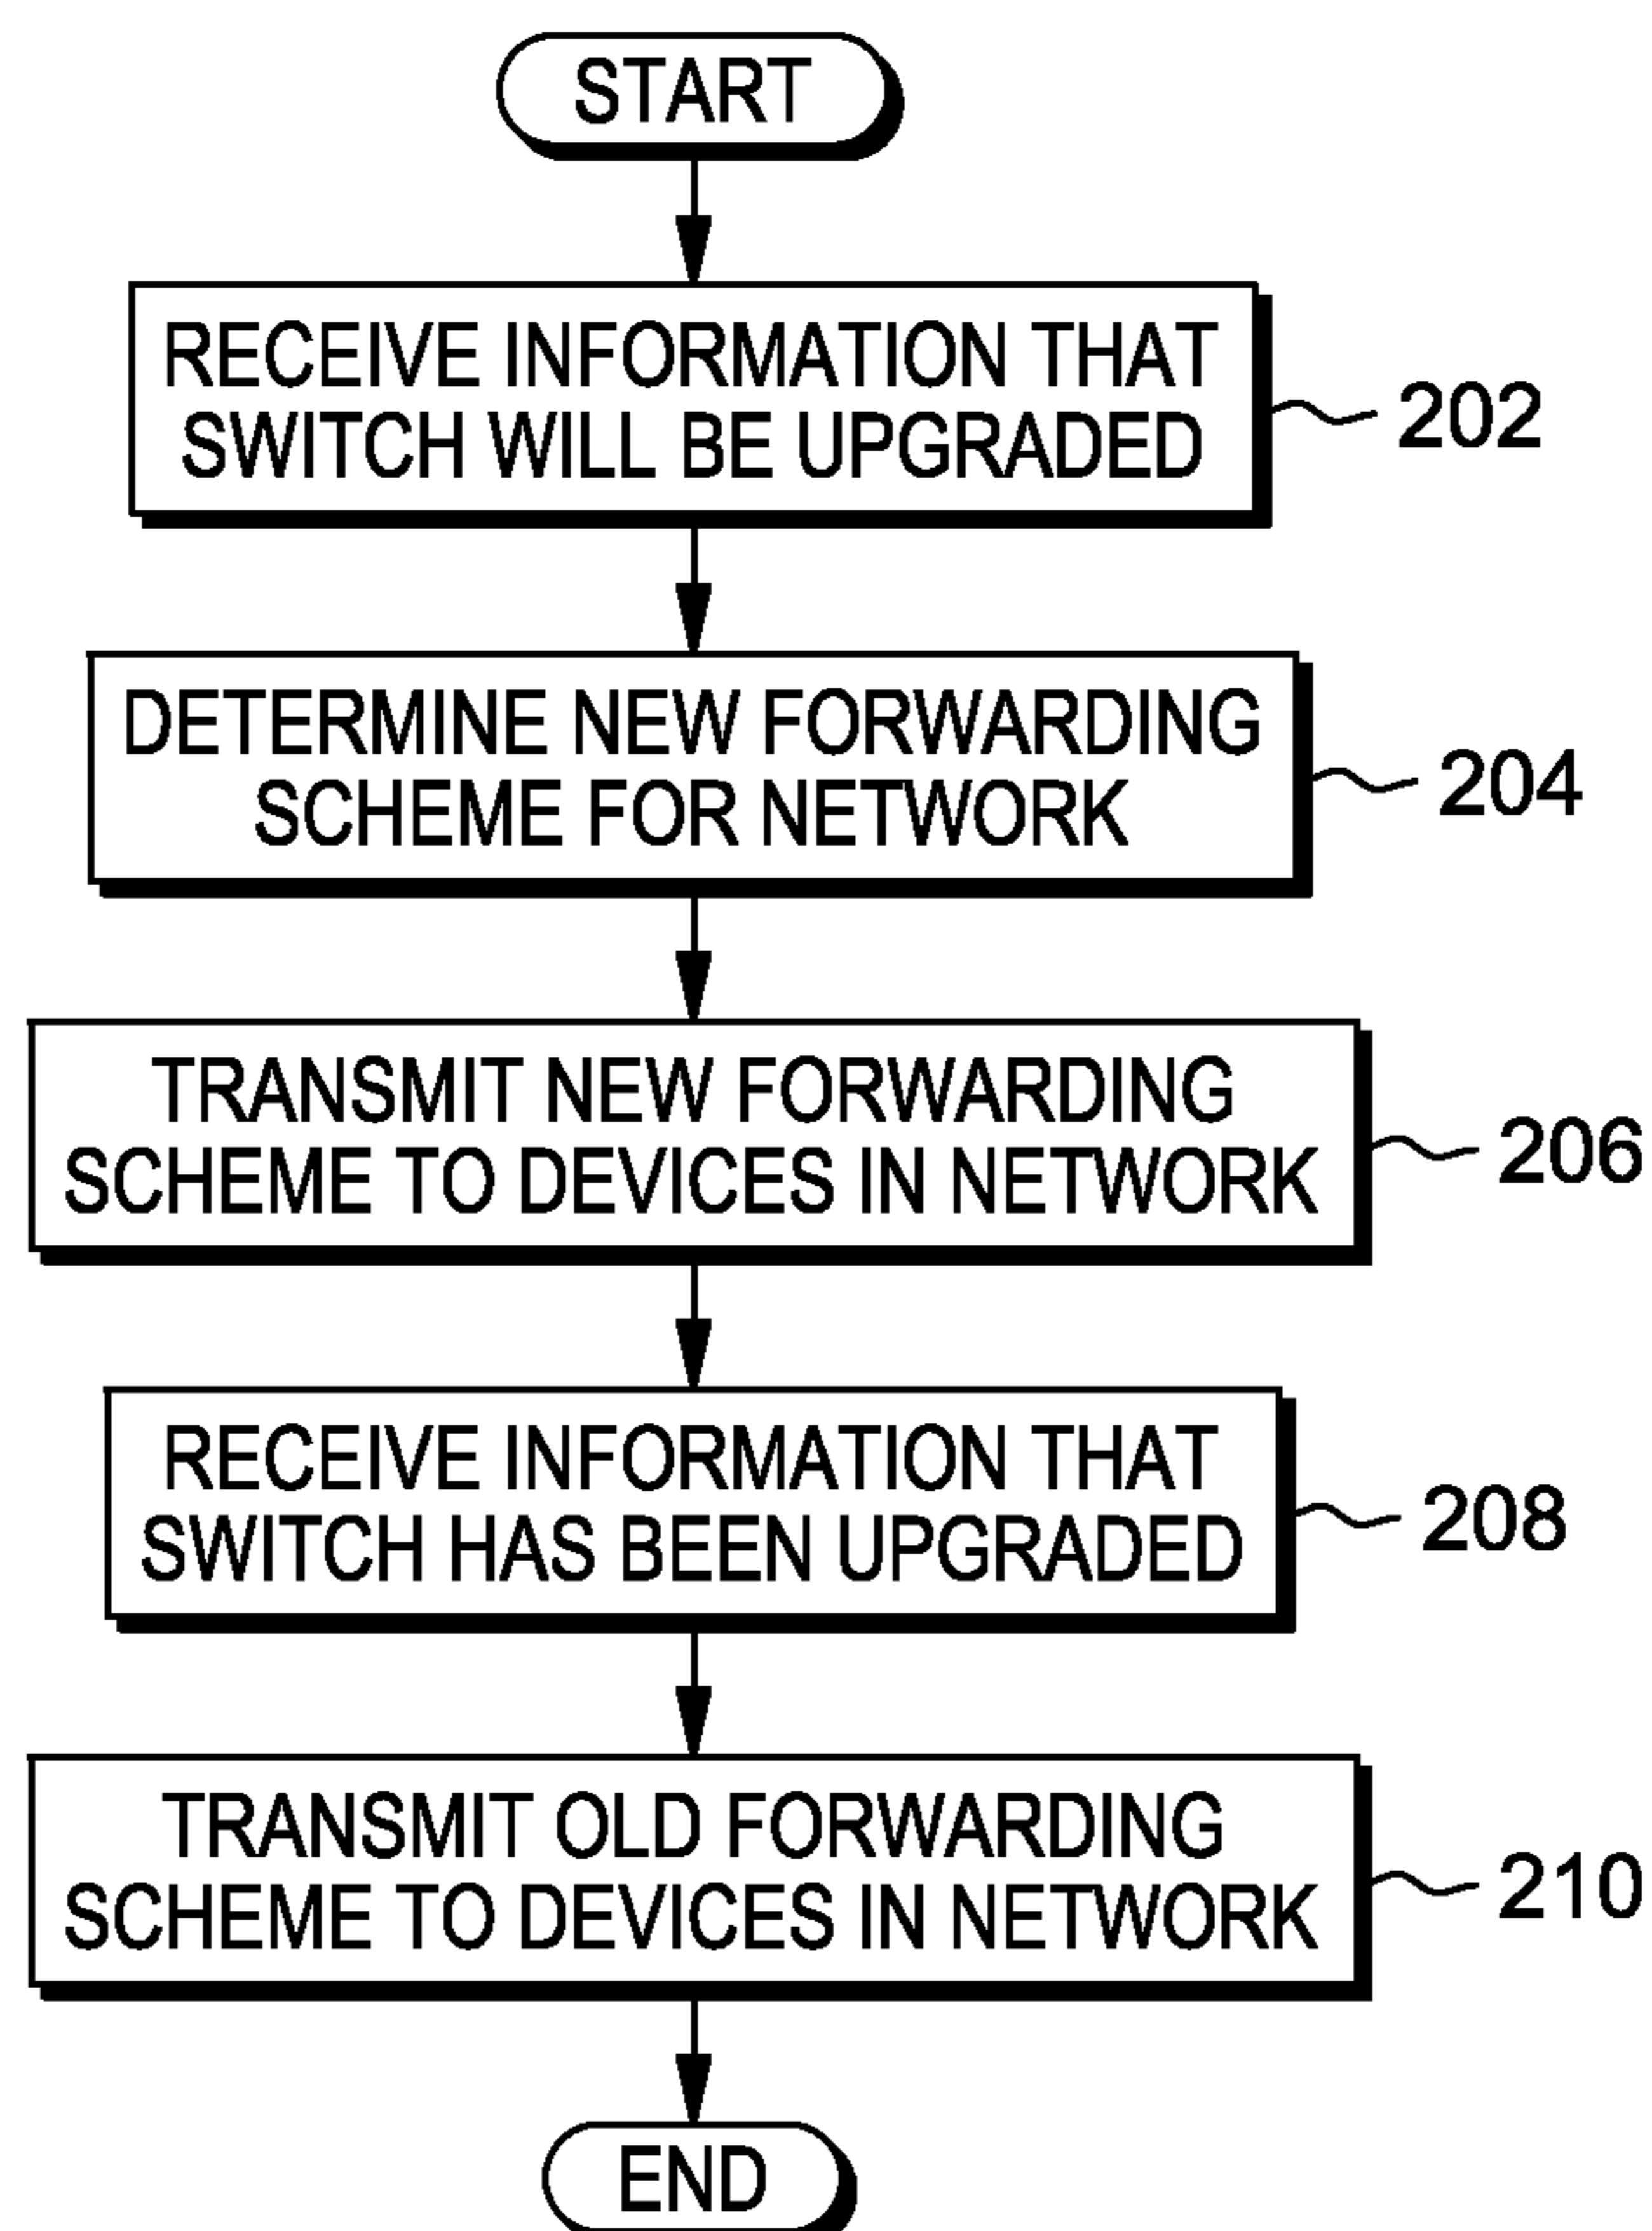 START
RECEIVE INFORMATION THAT
SWITCH WILL BE UPGRADED
202
DETERMINE NEW FORWARDING
SCHEME FOR NETWORK
204
TRANSMIT NEW FORWARDING
SCHEME TO DEVICES IN NETWORK
206
RECEIVE INFORMATION THAT
SWITCH HAS BEEN UPGRADED
208
TRANSMIT OLD FORWARDING
SCHEME TO DEVICES IN NETWORK
210
END